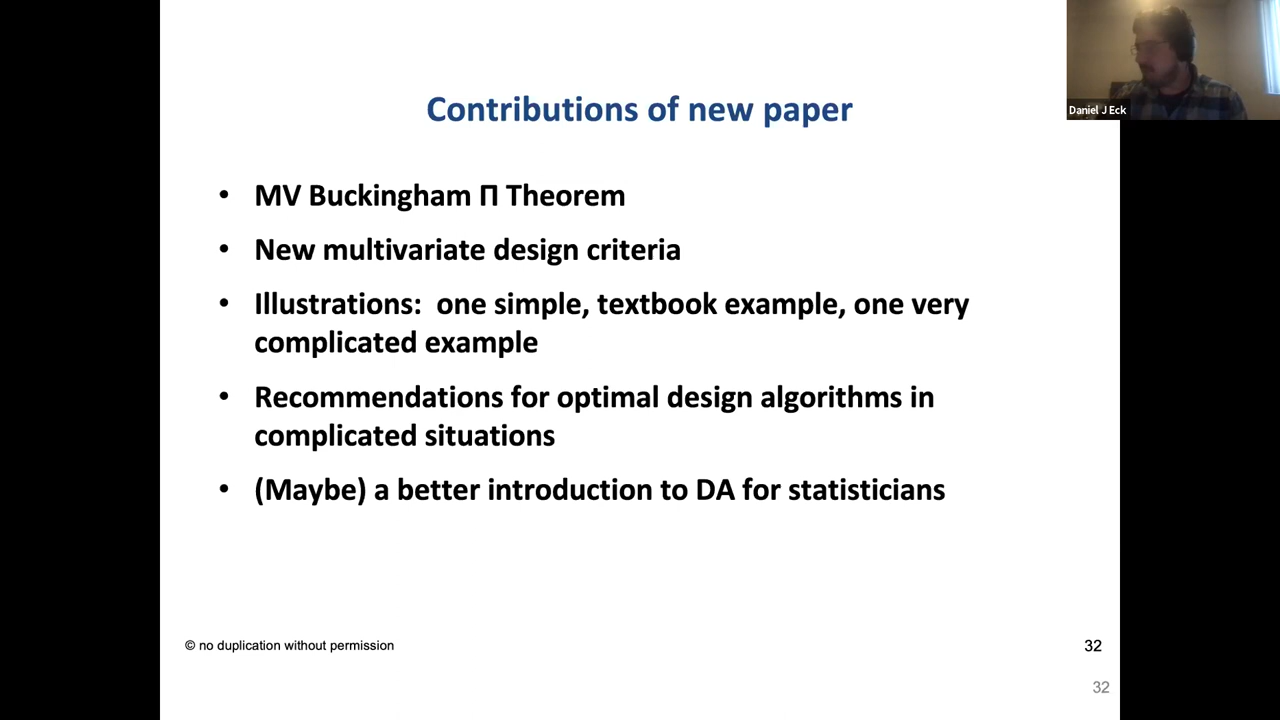 Contributions of new paper
Daniel J Eck
• MV Buckingham Π Theorem
• New multivariate design criteria
• Illustrations:  one simple, textbook example, one very
complicated example
• Recommendations for optimal design algorithms in
complicated situations
• (Maybe) a better introduction to DA for statisticians
© no duplication without permission
32
32